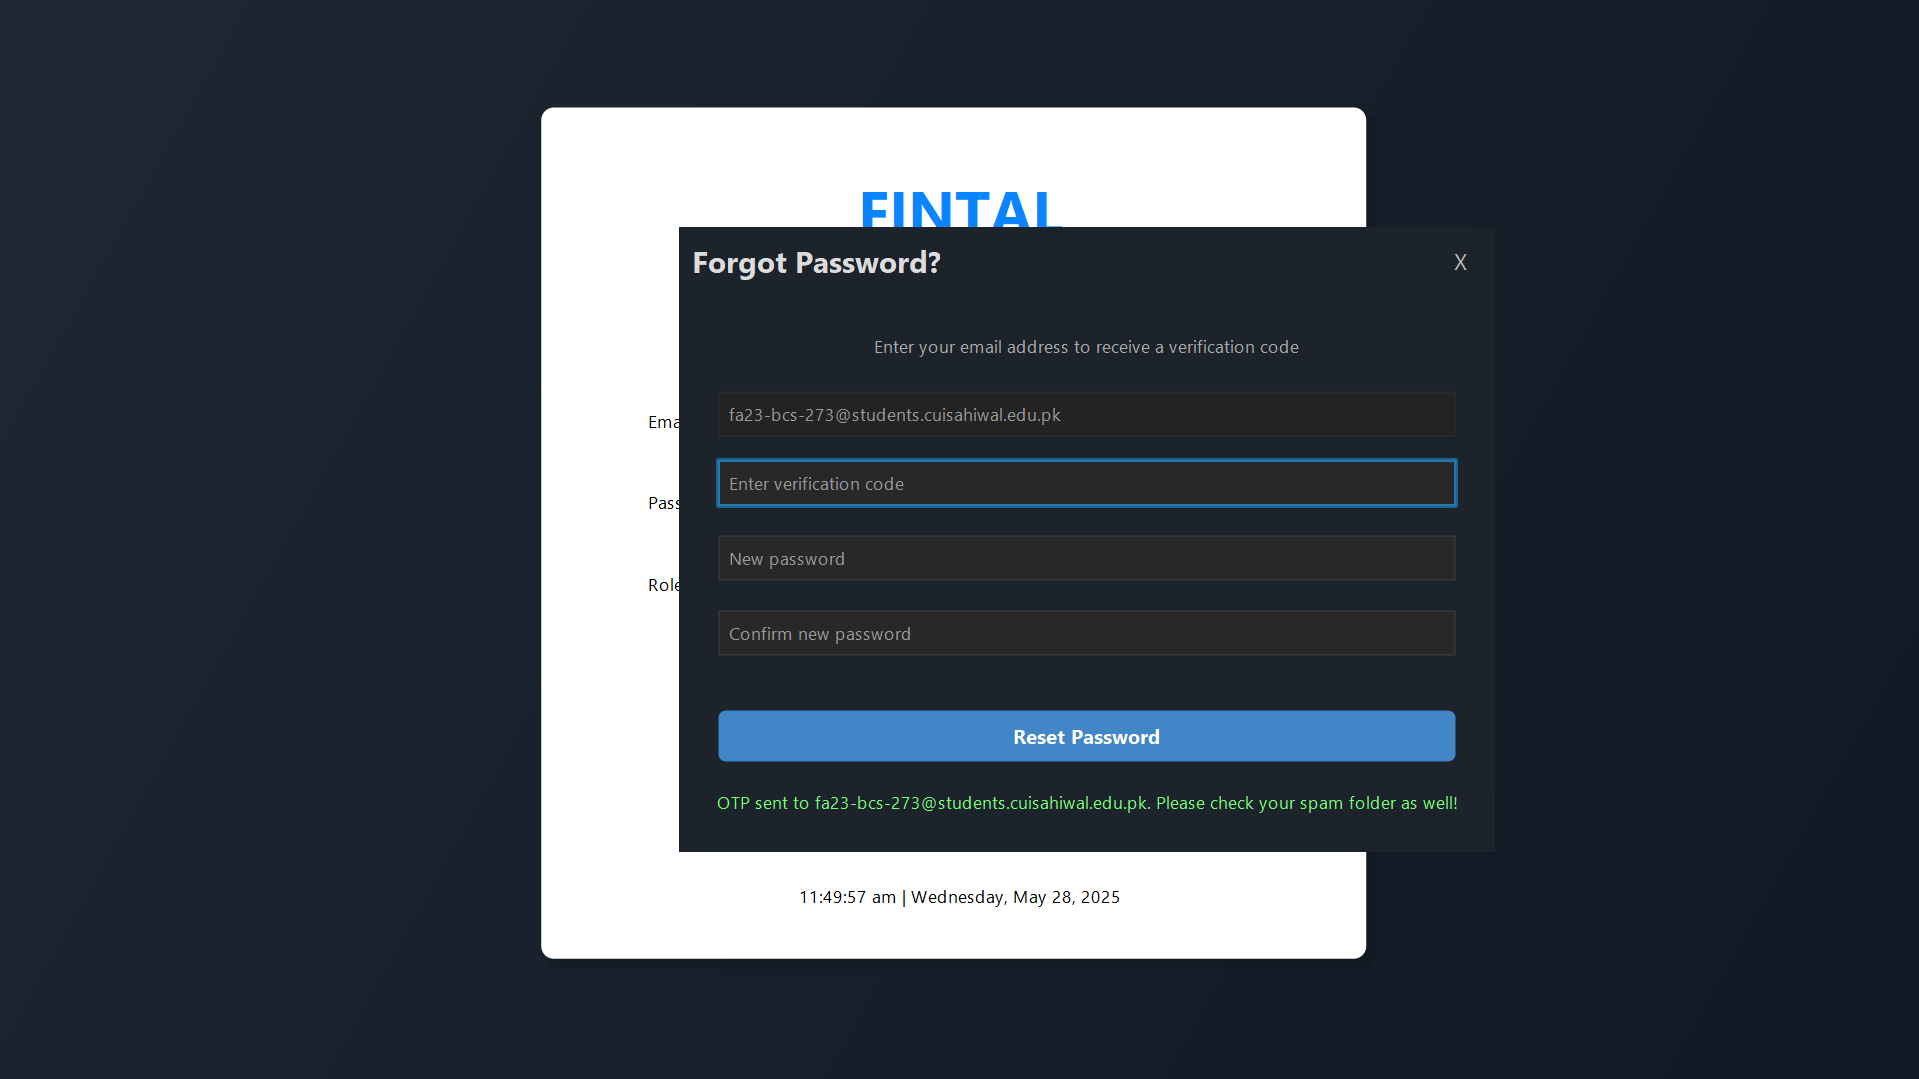 FINTAL
Forgot Password?
X
Enter your email address to receive a verification code
fa23-bcs-273@students.cuisahiwal.edu.pk
Ema
Enter verification code
Pass
New password
Role
Confirm new password
Reset Password
OTP sent to fa23-bcs-273@students.cuisahiwal.edu.pk. Please check your spam folder as well!
11:49:57 am | Wednesday, May 28, 2025